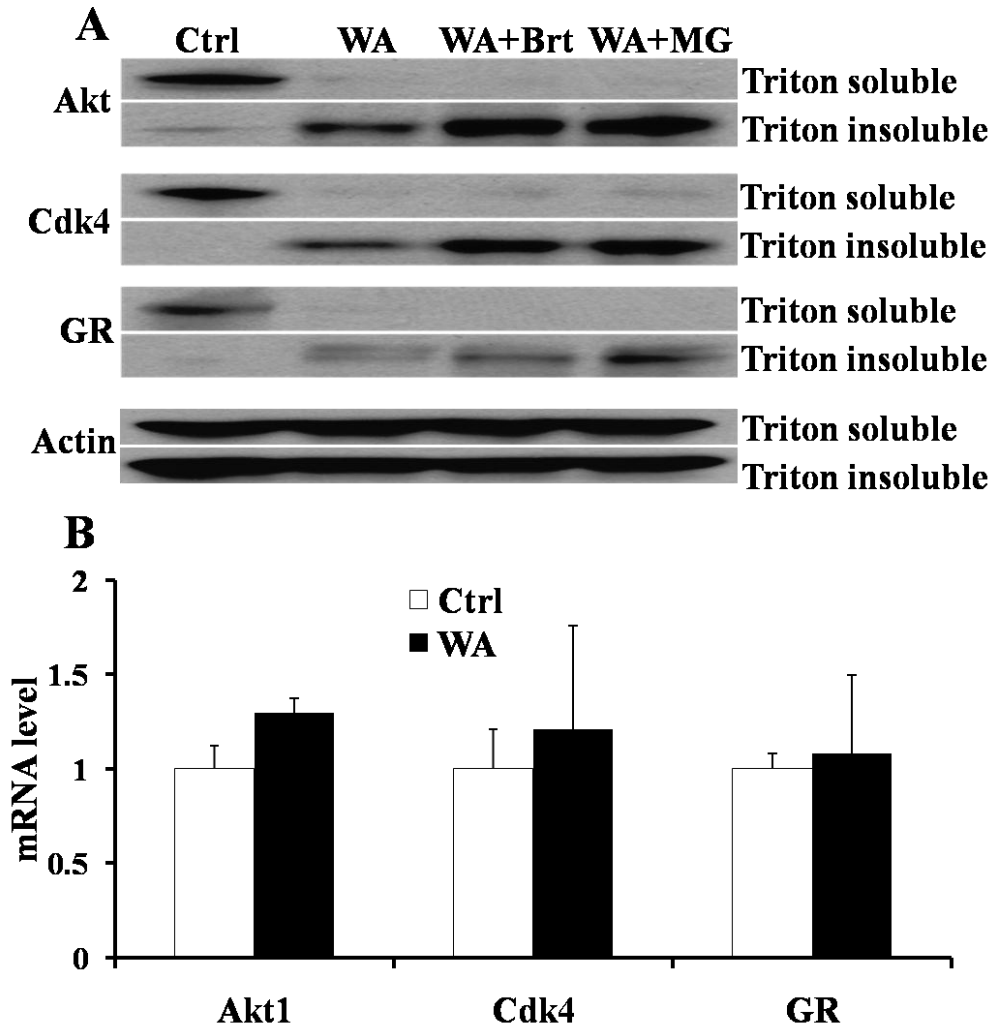 A
Ctrl WA WA+Brt WA+MG
Akt
Triton soluble
Triton insoluble
Cdk4
Triton soluble
Triton insoluble
GR
Triton soluble
Triton insoluble
Actin
Triton soluble
Triton insoluble
B
mRNA level
2
1.5
1
0.5
0
Ctrl
WA
Akt1 Cdk4 GR